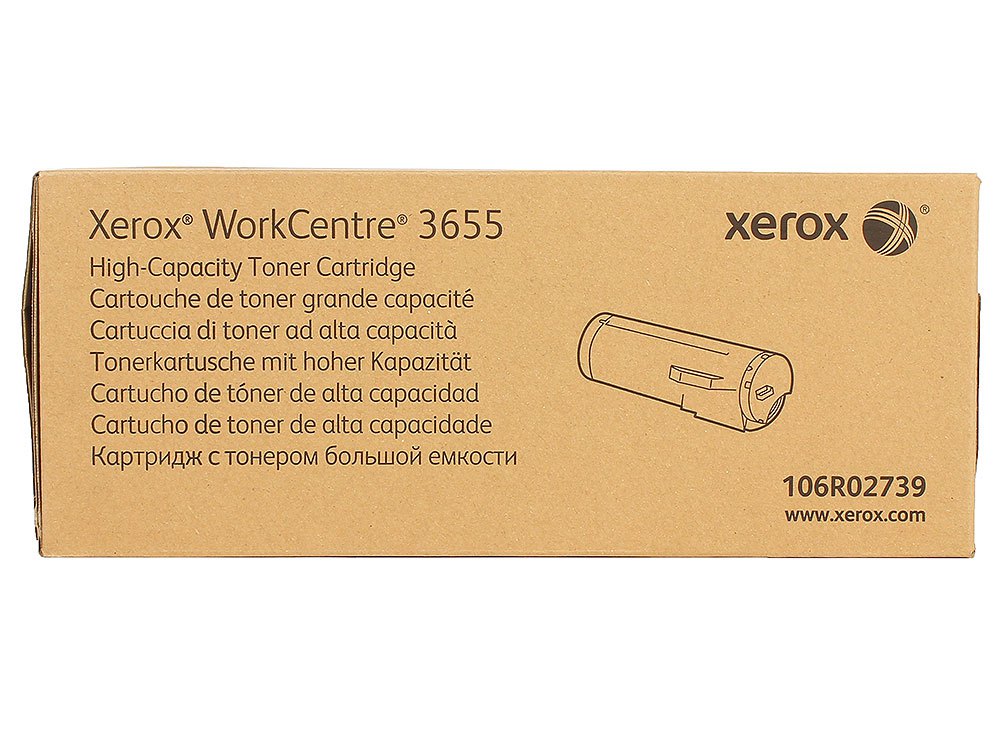 Xerox® WorkCentre® 3655
High-Capacity Toner Cartridge
Cartouche de toner grande capacité
Cartuccia di toner ad alta capacità
Tonerkartusche mit hoher Kapazität
Cartucho de tóner de alta capacidad
Cartucho de toner de alta capacidade
Картридж с тонером большой емкости
xerox ®
106R02739
www.xerox.com